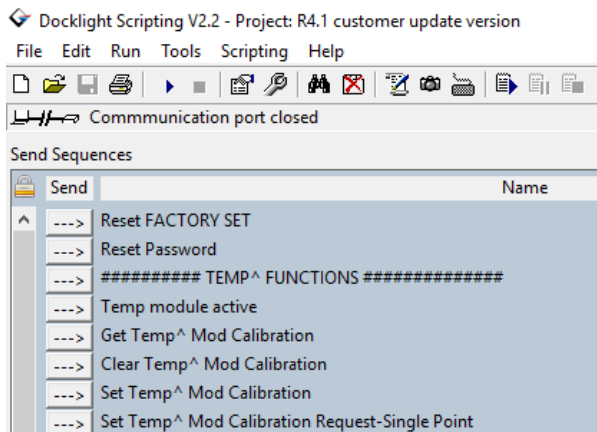 Docklight Scripting V2.2 - Project: R4.1 customer update version
File Edit Run Tools Scripting Help
Commmunication port closed
Send Sequences
Send Name
---> Reset FACTORY SET
---> Reset Password
---> ########## TEMP^ FUNCTIONS ##############
---> Temp module active
---> Get Temp^ Mod Calibration
---> Clear Temp^ Mod Calibration
---> Set Temp^ Mod Calibration
---> Set Temp^ Mod Calibration Request-Single Point